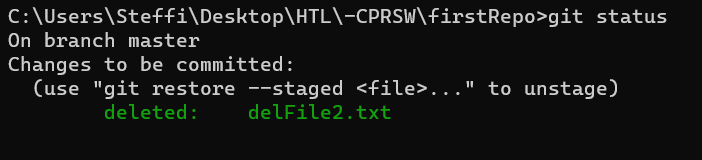 C:\Users\Steffi\Desktop\HTL\-CPRSW\firstRepo>git status
On branch master
Changes to be committed:
  (use "git restore --staged <file>..." to unstage)
        deleted:    delFile2.txt